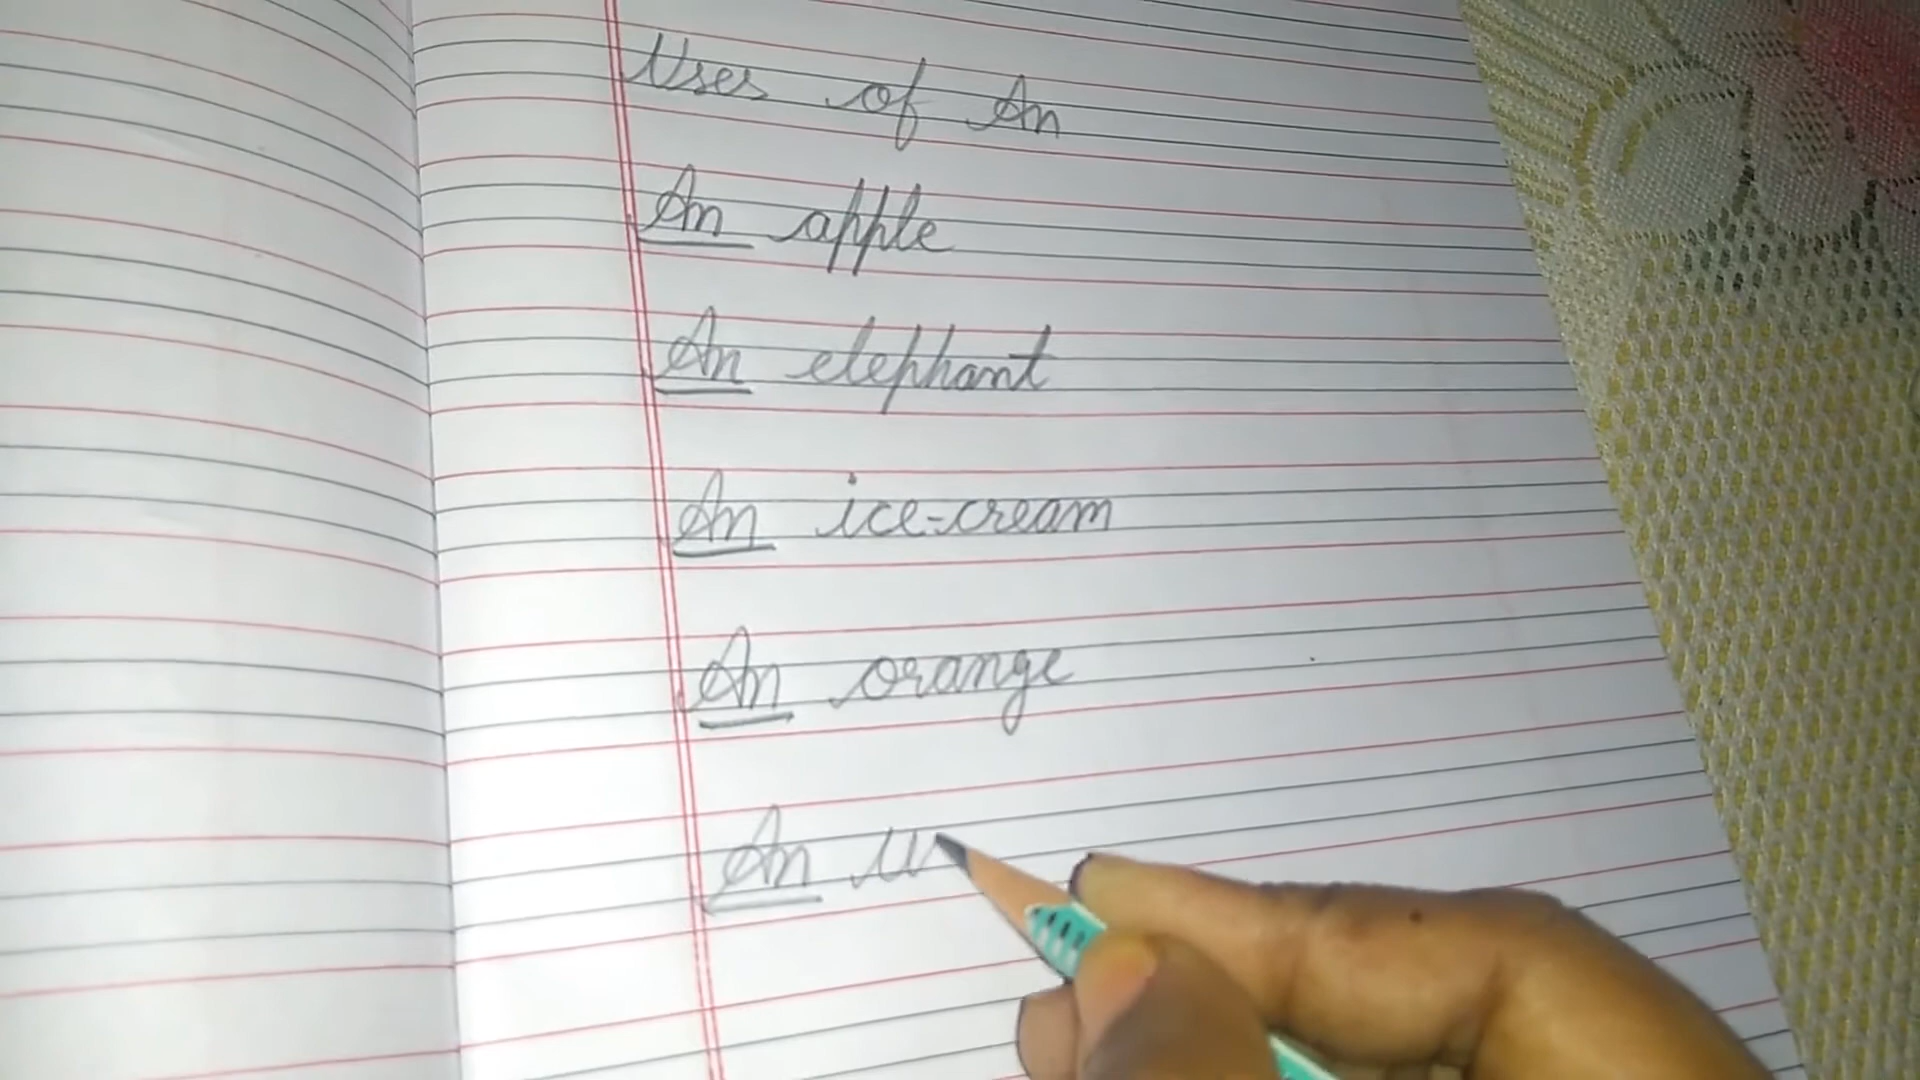 Uses of An
An apple
An elephant
An ice-cream
An orange
An